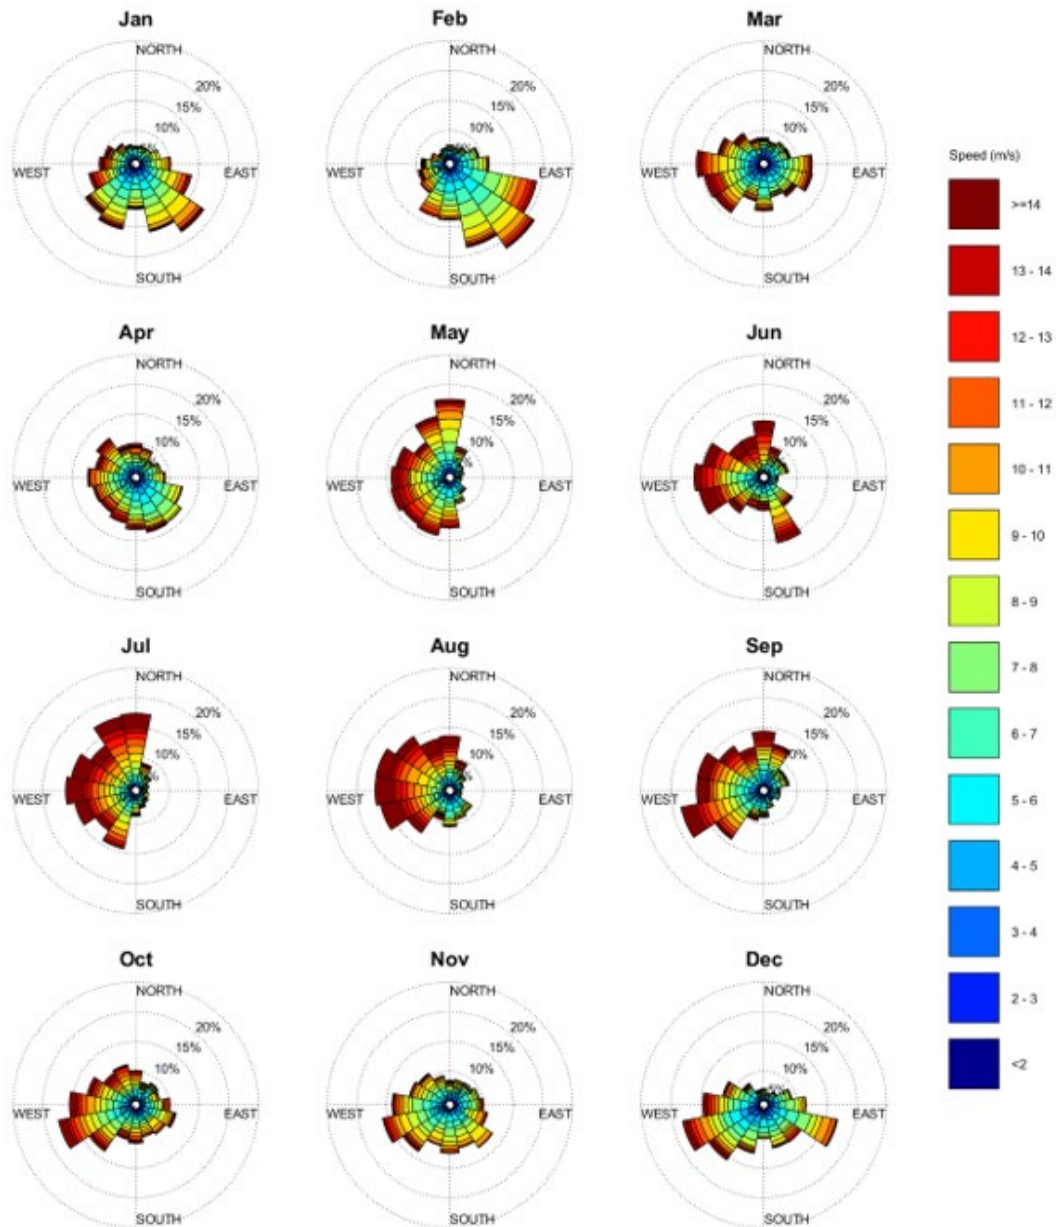 Jan
NORTH
20%
15%
10%
WEST
EAST
SOUTH
Feb
NORTH
20%
15%
10%
WEST
EAST
SOUTH
Mar
NORTH
20%
15%
10%
WEST
EAST
SOUTH
Apr
NORTH
20%
15%
10%
WEST
EAST
SOUTH
May
NORTH
20%
15%
10%
WEST
EAST
SOUTH
Jun
NORTH
20%
15%
10%
WEST
EAST
SOUTH
Jul
NORTH
20%
15%
10%
WEST
EAST
SOUTH
Aug
NORTH
20%
15%
10%
WEST
EAST
SOUTH
Sep
NORTH
20%
15%
10%
WEST
EAST
SOUTH
Oct
NORTH
20%
15%
10%
WEST
EAST
SOUTH
Nov
NORTH
20%
15%
10%
WEST
EAST
SOUTH
Dec
NORTH
20%
15%
10%
WEST
EAST
SOUTH
Speed (m/s)
>=14
13 - 14
12 - 13
11 - 12
10 - 11
9 - 10
8 - 9
7 - 8
6 - 7
5 - 6
4 - 5
3 - 4
2 - 3
<2